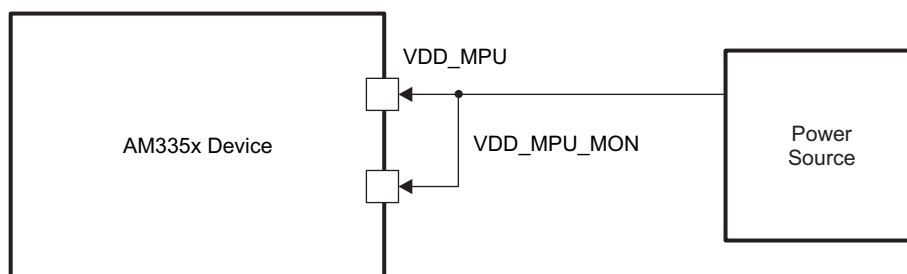 VDD_MPU
AM335x Device
VDD_MPU_MON
Power
Source